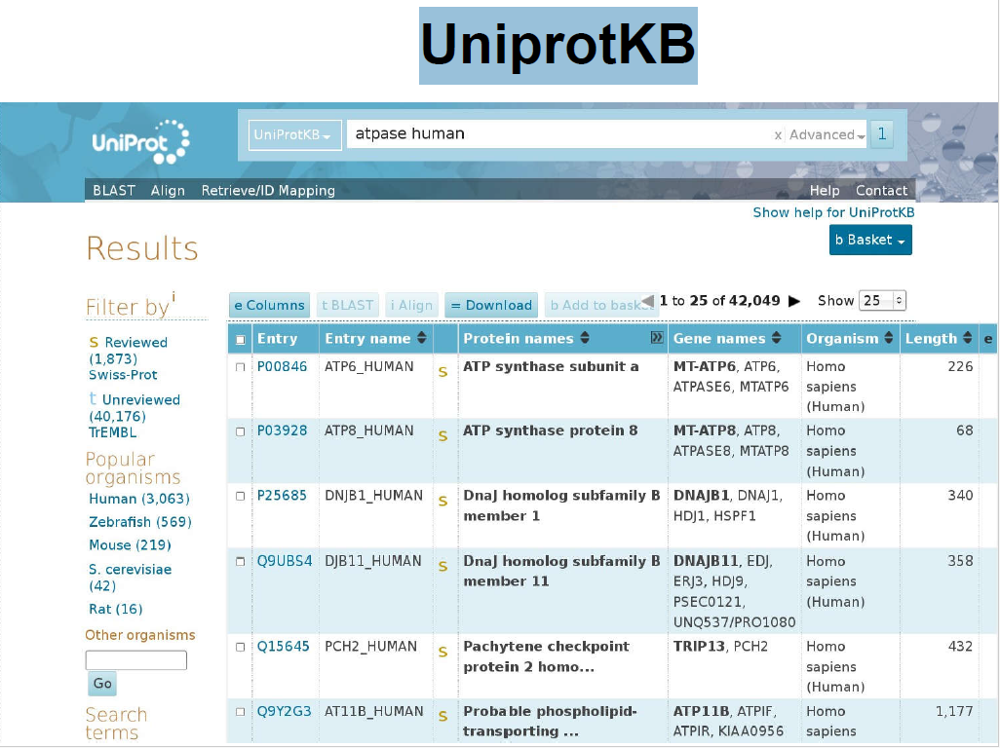 UniprotKB
UniProt
UniProtKB
atpase human
x Advanced
1
BLAST Align Retrieve/ID Mapping
Help Contact
Show help for UniProtKB
b Basket
Results
Filter by i
S Reviewed
(1,873)
Swiss-Prot
t Unreviewed
(40,176)
TrEMBL
Popular
organisms
Human (3,063)
Zebrafish (569)
Mouse (219)
S. cerevisiae
(42)
Rat (16)
Other organisms
Go
Search
terms
e Columns t BLAST i Align = Download b Add to bask 1 to 25 of 42,049 Show 25
Entry Entry name Protein names Gene names Organism Length e
P00846 ATP6_HUMAN S ATP synthase subunit a MT-ATP6, ATP6, Homo 226
ATPASE6, MTATP6 sapiens
(Human)
P03928 ATP8_HUMAN S ATP synthase protein 8 MT-ATP8, ATP8, Homo 68
ATPASE8, MTATP8 sapiens
(Human)
P25685 DNJB1_HUMAN S DnaJ homolog subfamily B DNAJB1, DNAJ1, Homo 340
member 1 HDJ1, HSPF1 sapiens
(Human)
Q9UBS4 DJB11_HUMAN S DnaJ homolog subfamily B DNAJB11, EDJ, Homo 358
member 11 ERJ3, HDJ9, sapiens
PSEC0121, (Human)
UNQ537/PRO1080
Q15645 PCH2_HUMAN S Pachytene checkpoint TRIP13, PCH2 Homo 432
protein 2 homo... sapiens
(Human)
Q9Y2G3 AT11B_HUMAN S Probable phospholipid- ATP11B, ATPIF, Homo 1,177
transporting ... ATPIR, KIAA0956 sapiens